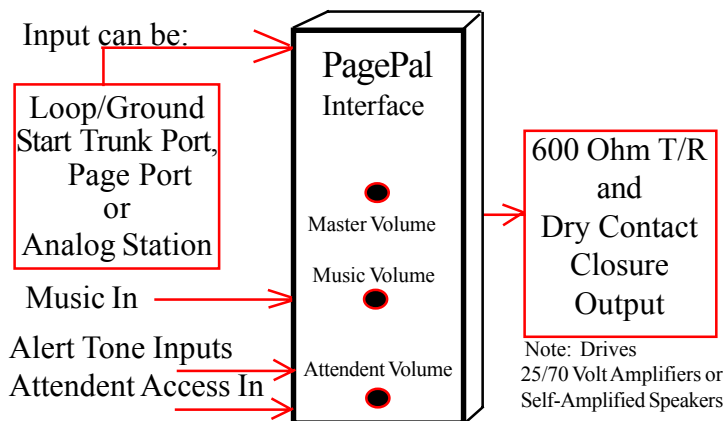 Input can be:
Loop/Ground
Start Trunk Port,
Page Port
or
Analog Station
Music In
Alert Tone Inputs
Attendent Access In
PagePal
Interface
Master Volume
Music Volume
Attendent Volume
600 Ohm T/R
and
Dry Contact
Closure
Output
Note: Drives
25/70 Volt Amplifiers or
Self-Amplified Speakers